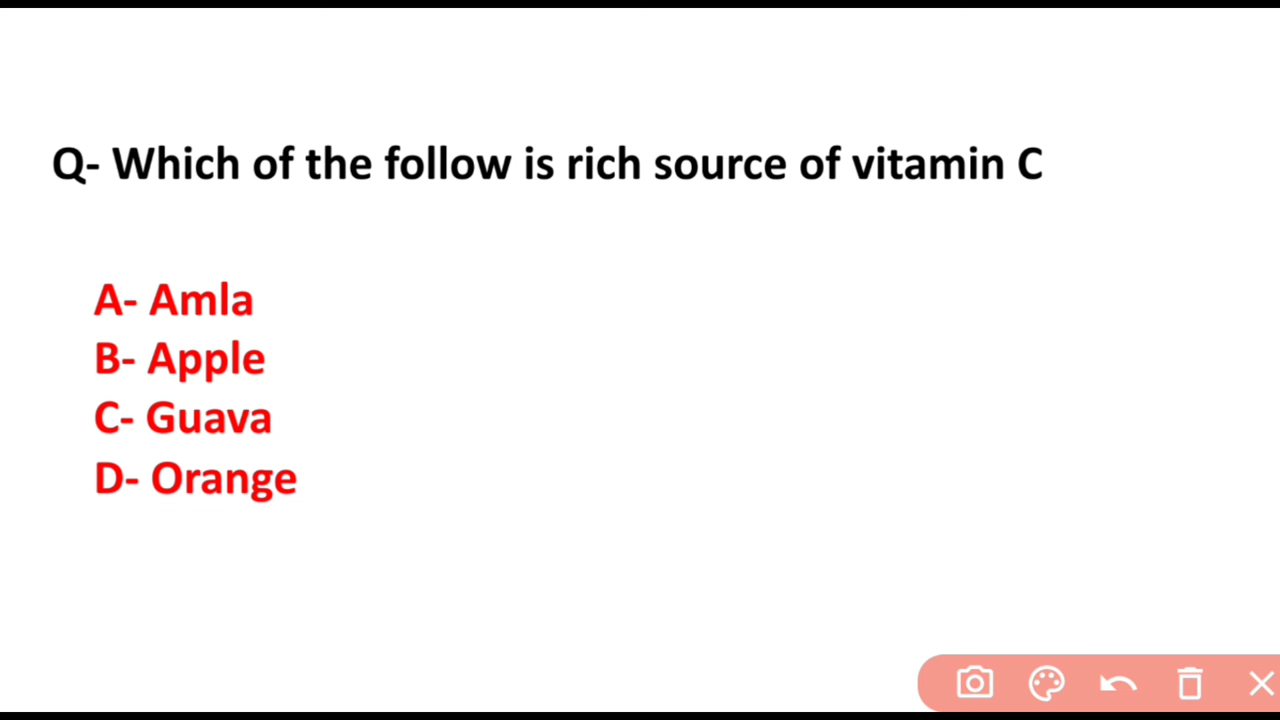 Q- Which of the follow is rich source of vitamin C
A- Amla
B- Apple
C- Guava
D- Orange